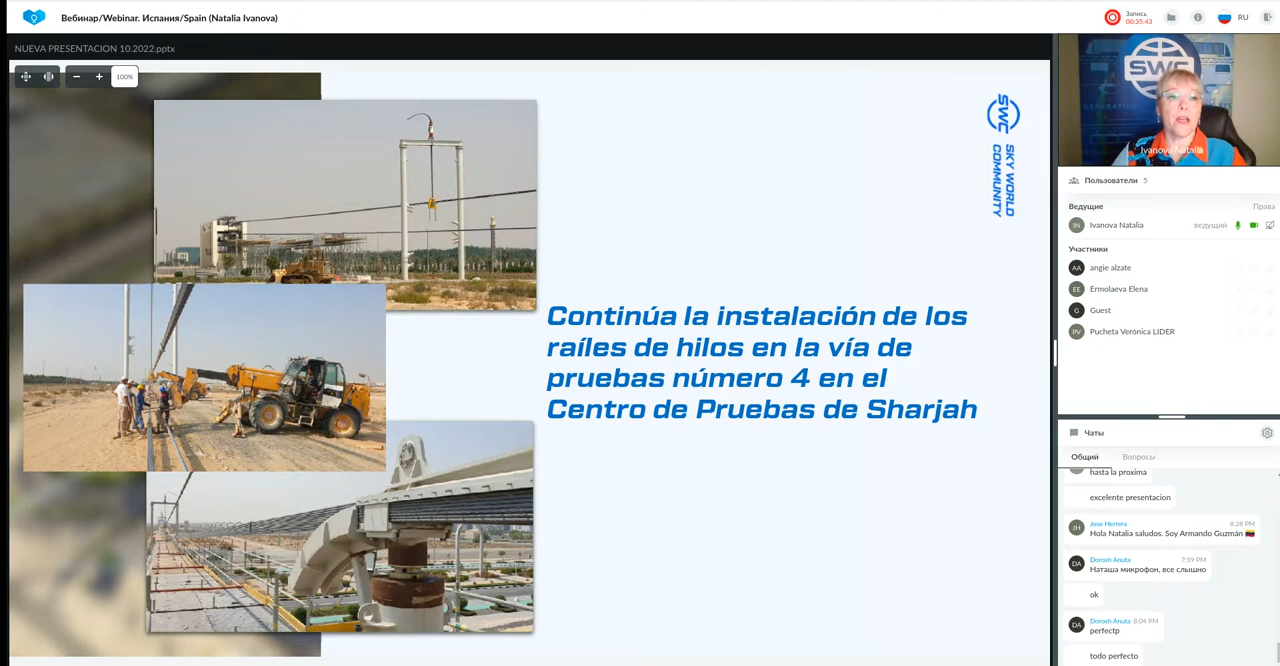 Вебинар/Webinar. Испания/Spain (Natalia Ivanova)
Запись
00:35:43
RU
NUEVA PRESENTACION 10.2022.pptx
100%
SWC
SKY WORLD
COMMUNITY
Continúa la instalación de los
raíles de hilos en la vía de
pruebas número 4 en el
Centro de Pruebas de Sharjah
SWC
Ivanova Natalia
Пользователи 5
Ведущие Права
IN Ivanova Natalia ведущий
Участники
AA angie alzate
EE Ermolaeva Elena
G Guest
PV Pucheta Verónica LIDER
Чаты
Общий Вопросы
hasta la proxima
excelente presentacion
JH Jose Herrera 8:28 PM
Hola Natalia saludos. Soy Armando Guzmán
DA Dorosh Anuta 7:59 PM
Наташа микрофон, все слышно
ok
DA Dorosh Anuta 8:04 PM
perfectp
todo perfecto